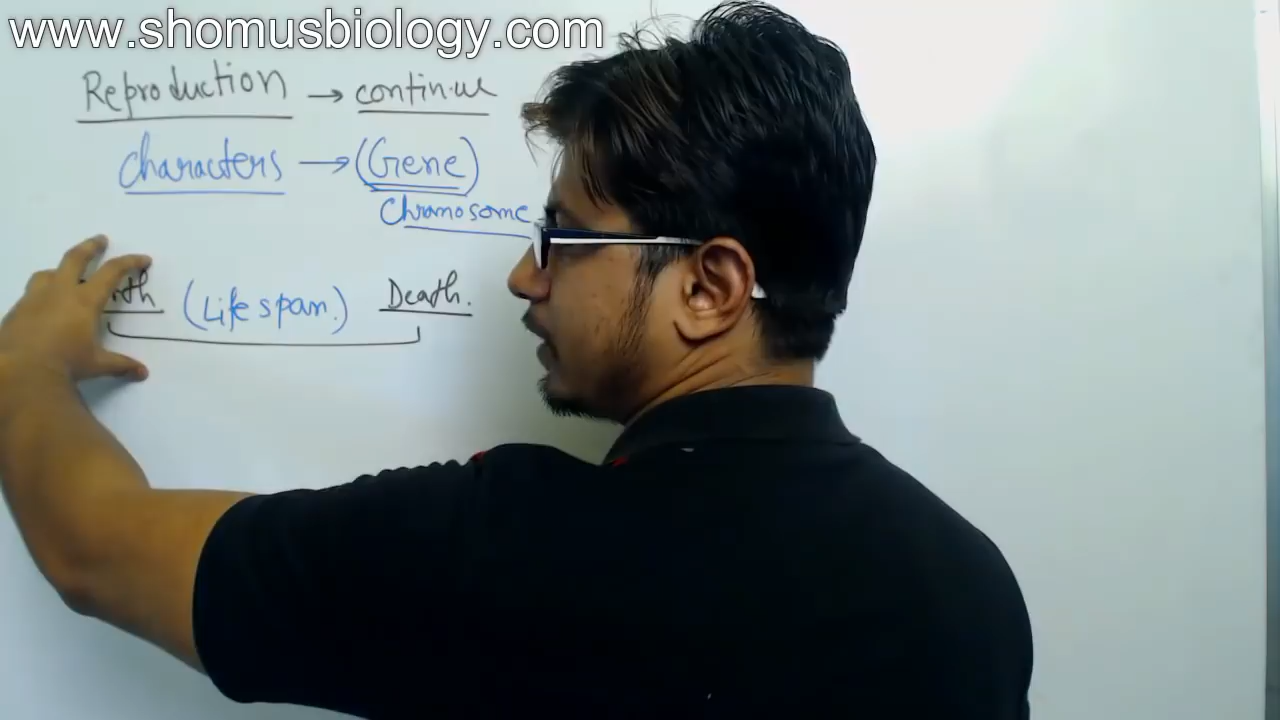 www.shomusbiology.com
Reproduction → continue
characters → (Gene)
Chromosome
(Life span.) Death.